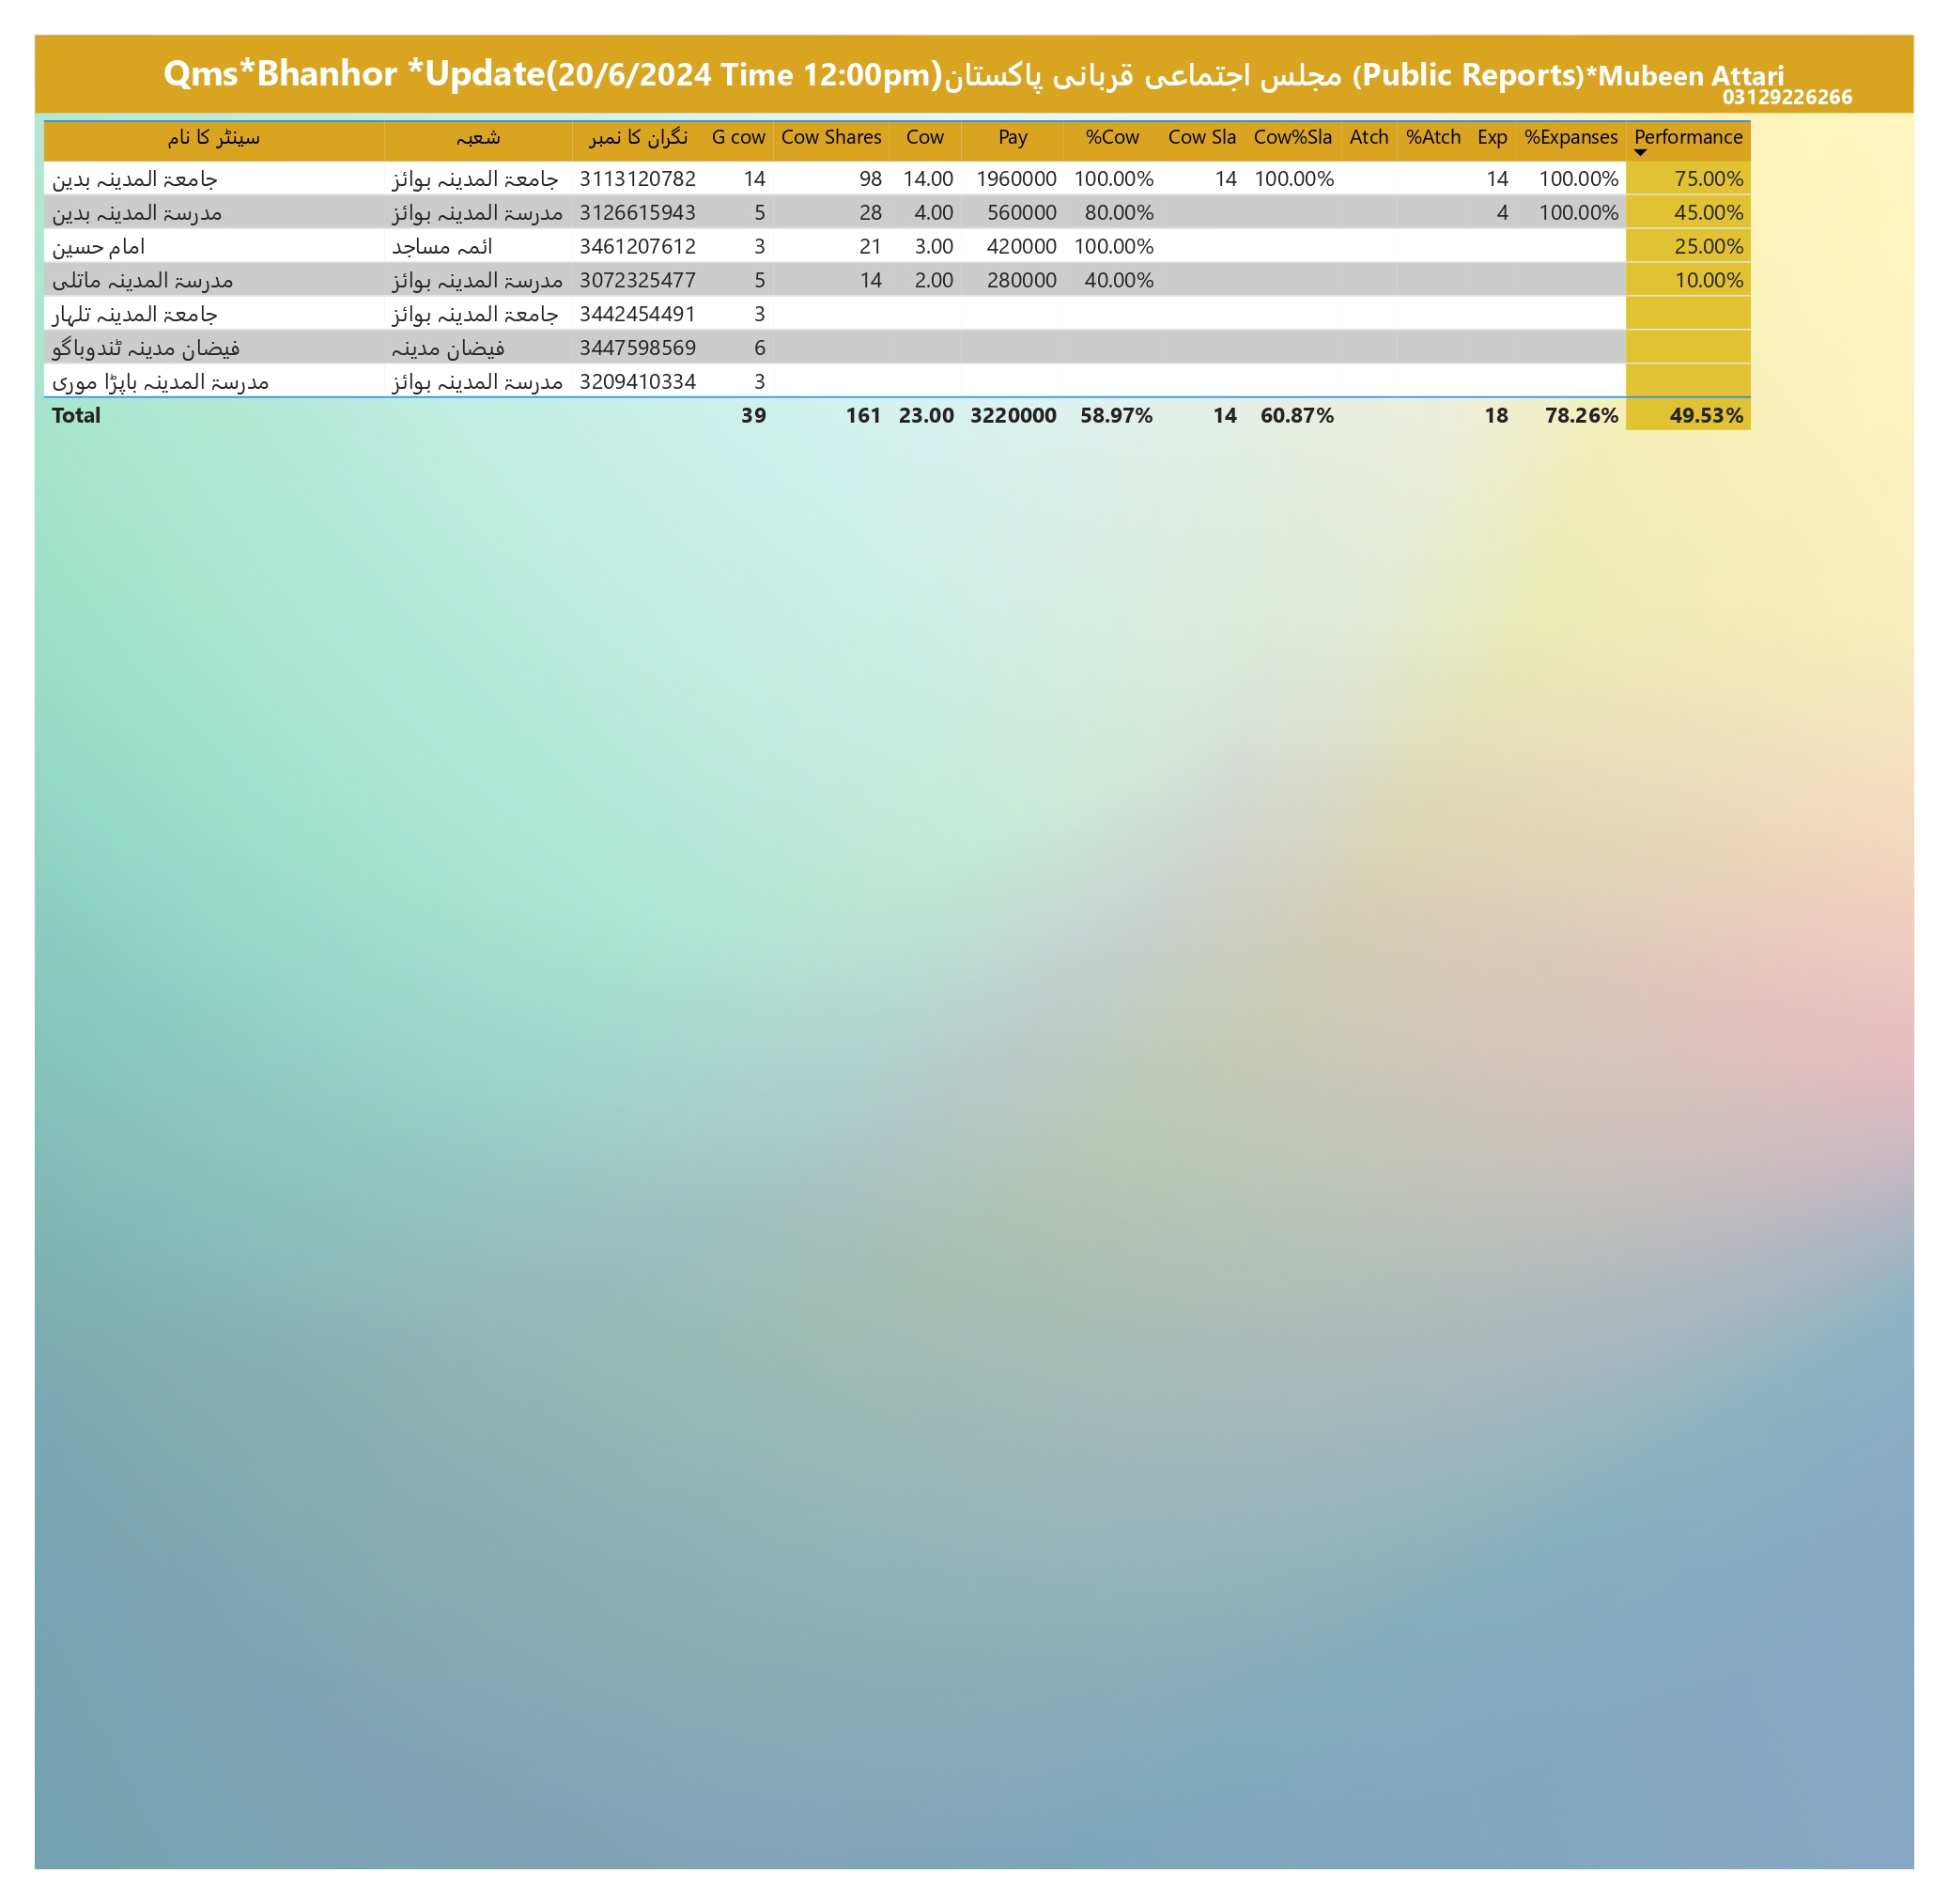 Qms*Bhanhor *Update(20/6/2024 Time 12:00pm)مجلس اجتماعی قربانی پاکستان (Public Reports)*Mubeen Attari
03129226266
سینٹر کا نام شعبہ نگران کا نمبر G cow Cow Shares Cow Pay %Cow Cow Sla Cow%Sla Atch %Atch Exp %Expanses Performance
جامعۃ المدینہ بدین جامعۃ المدینہ بوائز 3113120782 14 98 14.00 1960000 100.00% 14 100.00% 14 100.00% 75.00%
مدرسۃ المدینہ بدین مدرسۃ المدینہ بوائز 3126615943 5 28 4.00 560000 80.00% 4 100.00% 45.00%
امام حسین ائمہ مساجد 3461207612 3 21 3.00 420000 100.00% 25.00%
مدرسۃ المدینہ ماتلی مدرسۃ المدینہ بوائز 3072325477 5 14 2.00 280000 40.00% 10.00%
جامعۃ المدینہ تلہار جامعۃ المدینہ بوائز 3442454491 3
فیضان مدینہ ٹندوباگو فیضان مدینہ 3447598569 6
مدرسۃ المدینہ باپڑا موری مدرسۃ المدینہ بوائز 3209410334 3
Total 39 161 23.00 3220000 58.97% 14 60.87% 18 78.26% 49.53%